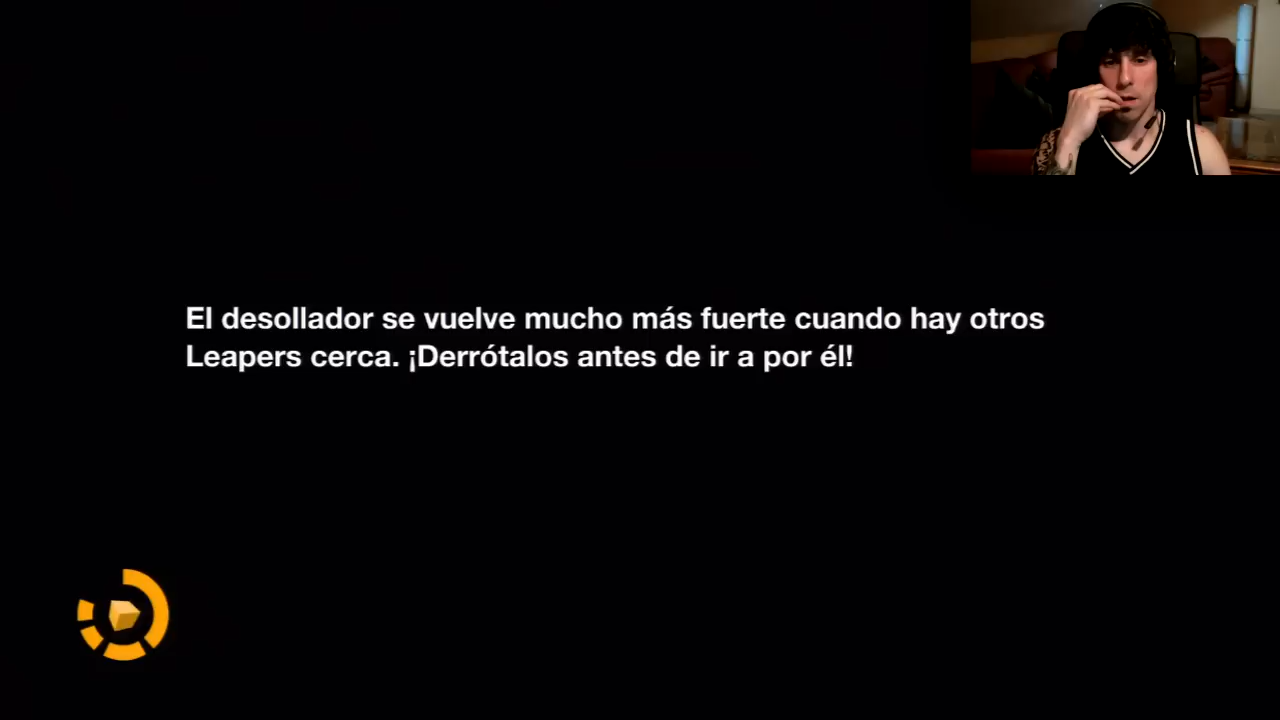 El desollador se vuelve mucho más fuerte cuando hay otros
Leapers cerca. ¡Derrótalos antes de ir a por él!